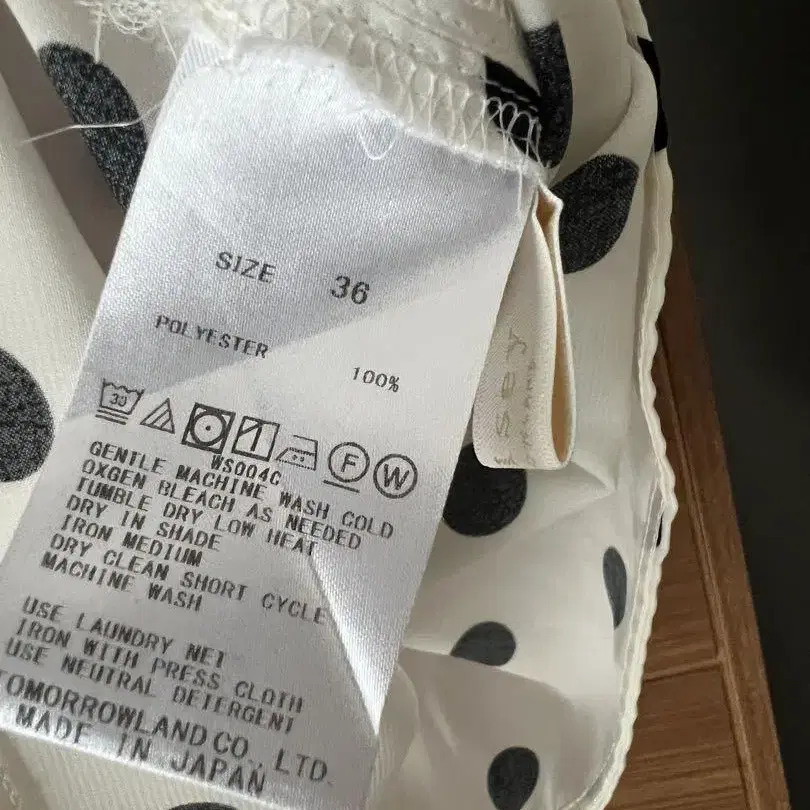 SIZE 36
POLYESTER 100%
30
F W
WS004C
GENTLE MACHINE WASH COLD
OXGEN BLEACH AS NEEDED
TUMBLE DRY LOW HEAT
DRY IN SHADE
IRON MEDIUM
DRY CLEAN SHORT CYCLE
MACHINE WASH
USE LAUNDRY NET
IRON WITH PRESS CLOTH
USE NEUTRAL DETERGENT
TOMORROWLAND CO., LTD.
MADE IN JAPAN